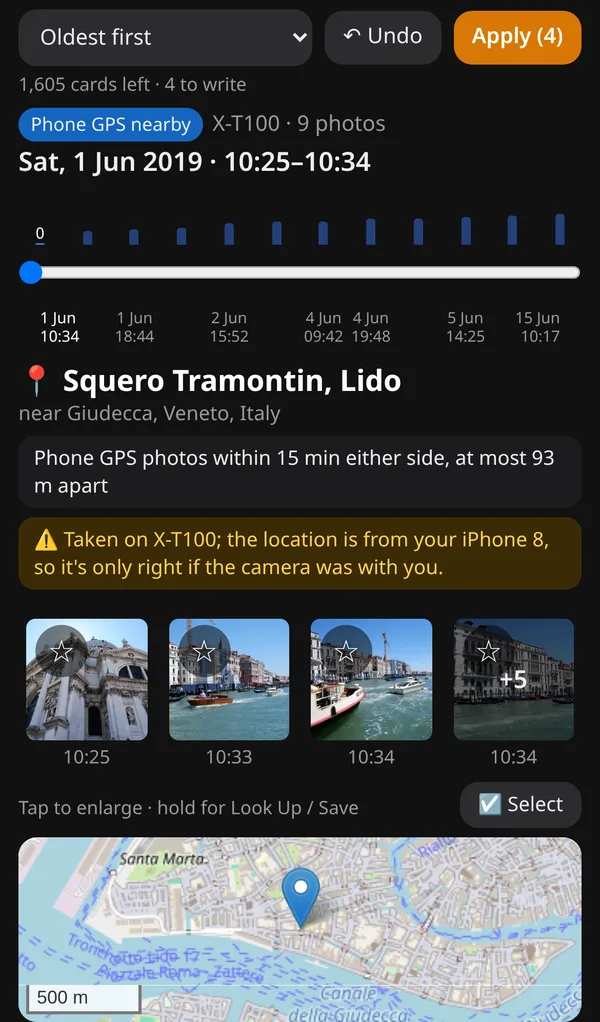 Oldest first
↶ Undo
Apply (4)
1,605 cards left · 4 to write
Phone GPS nearby
X-T100 · 9 photos
Sat, 1 Jun 2019 · 10:25–10:34
0
1 Jun 10:34
1 Jun 18:44
2 Jun 15:52
4 Jun 09:42
4 Jun 19:48
5 Jun 14:25
15 Jun 10:17
📍 Squero Tramontin, Lido
near Giudecca, Veneto, Italy
Phone GPS photos within 15 min either side, at most 93
m apart
⚠️ Taken on X-T100; the location is from your iPhone 8,
so it's only right if the camera was with you.
+5
10:25
10:33
10:34
10:34
Tap to enlarge · hold for Look Up / Save
☑️ Select
Santa Marta
Rialto
Tronchetto-Lido 17
Piazzale Roma - Zattere
Canale
della Giudecca
500 m